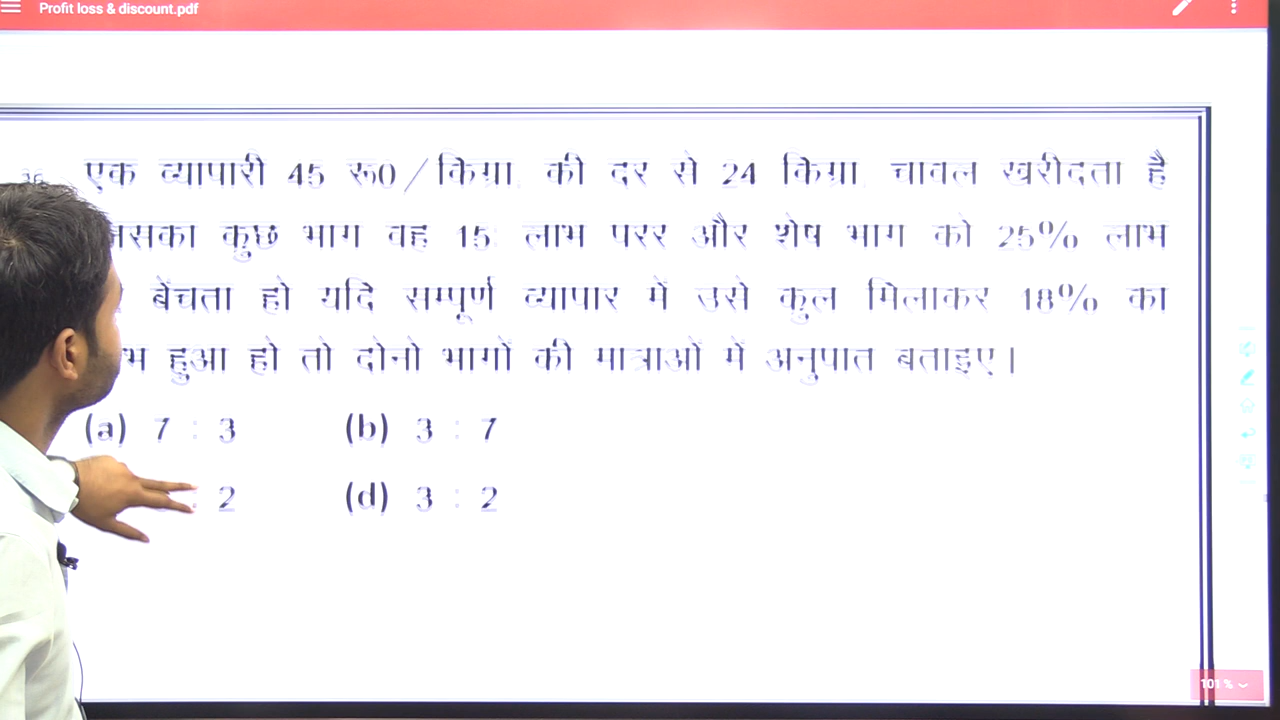 Profit loss & discount.pdf
36 एक व्यापारी 45 रू0/किग्रा. की दर से 24 किग्रा. चावल खरीदता है
जिसका कुछ भाग वह 15 लाभ परर और शेष भाग को 25% लाभ
बेंचता हो यदि सम्पूर्ण व्यापार में उसे कुल मिलाकर 18% का
हुआ हो तो दोनो भागों की मात्राओं में अनुपात बताइए।
(a) 7 : 3 (b) 3 : 7
: 2 (d) 3 : 2
101 %